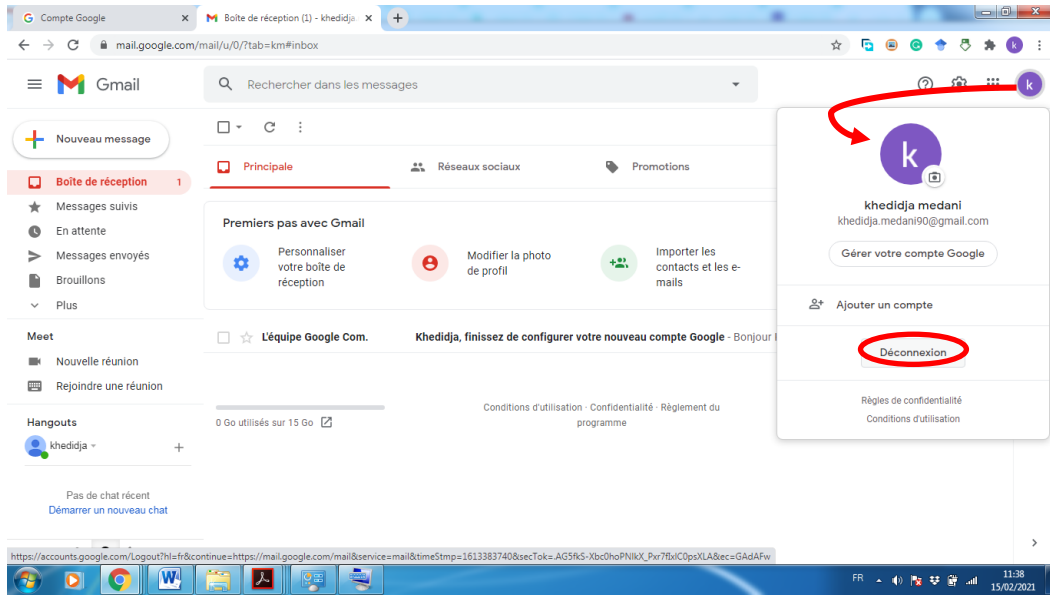 Compte Google
Boîte de réception (1) - khedidja.
mail.google.com/mail/u/0/?tab=km#inbox
k
Gmail
Rechercher dans les messages
k
Nouveau message
Principale
Réseaux sociaux
Promotions
k
Boîte de réception 1
Messages suivis
En attente
Messages envoyés
Brouillons
Plus
Premiers pas avec Gmail
Personnaliser
votre boîte de
réception
Modifier la photo
de profil
Importer les
contacts et les e-
mails
khedidja medani
khedidja.medani90@gmail.com
Gérer votre compte Google
Ajouter un compte
L'équipe Google Com.
Khedidja, finissez de configurer votre nouveau compte Google - Bonjour
Déconnexion
Meet
Nouvelle réunion
Rejoindre une réunion
0 Go utilisés sur 15 Go
Conditions d'utilisation · Confidentialité · Règlement du
programme
Règles de confidentialité
Conditions d'utilisation
Hangouts
khedidja
Pas de chat récent
Démarrer un nouveau chat
https://accounts.google.com/Logout?hl=fr&continue=https://mail.google.com/mail&service=mail&timeStmp=1613383740&secTok=
FR
11:38
15/02/2021